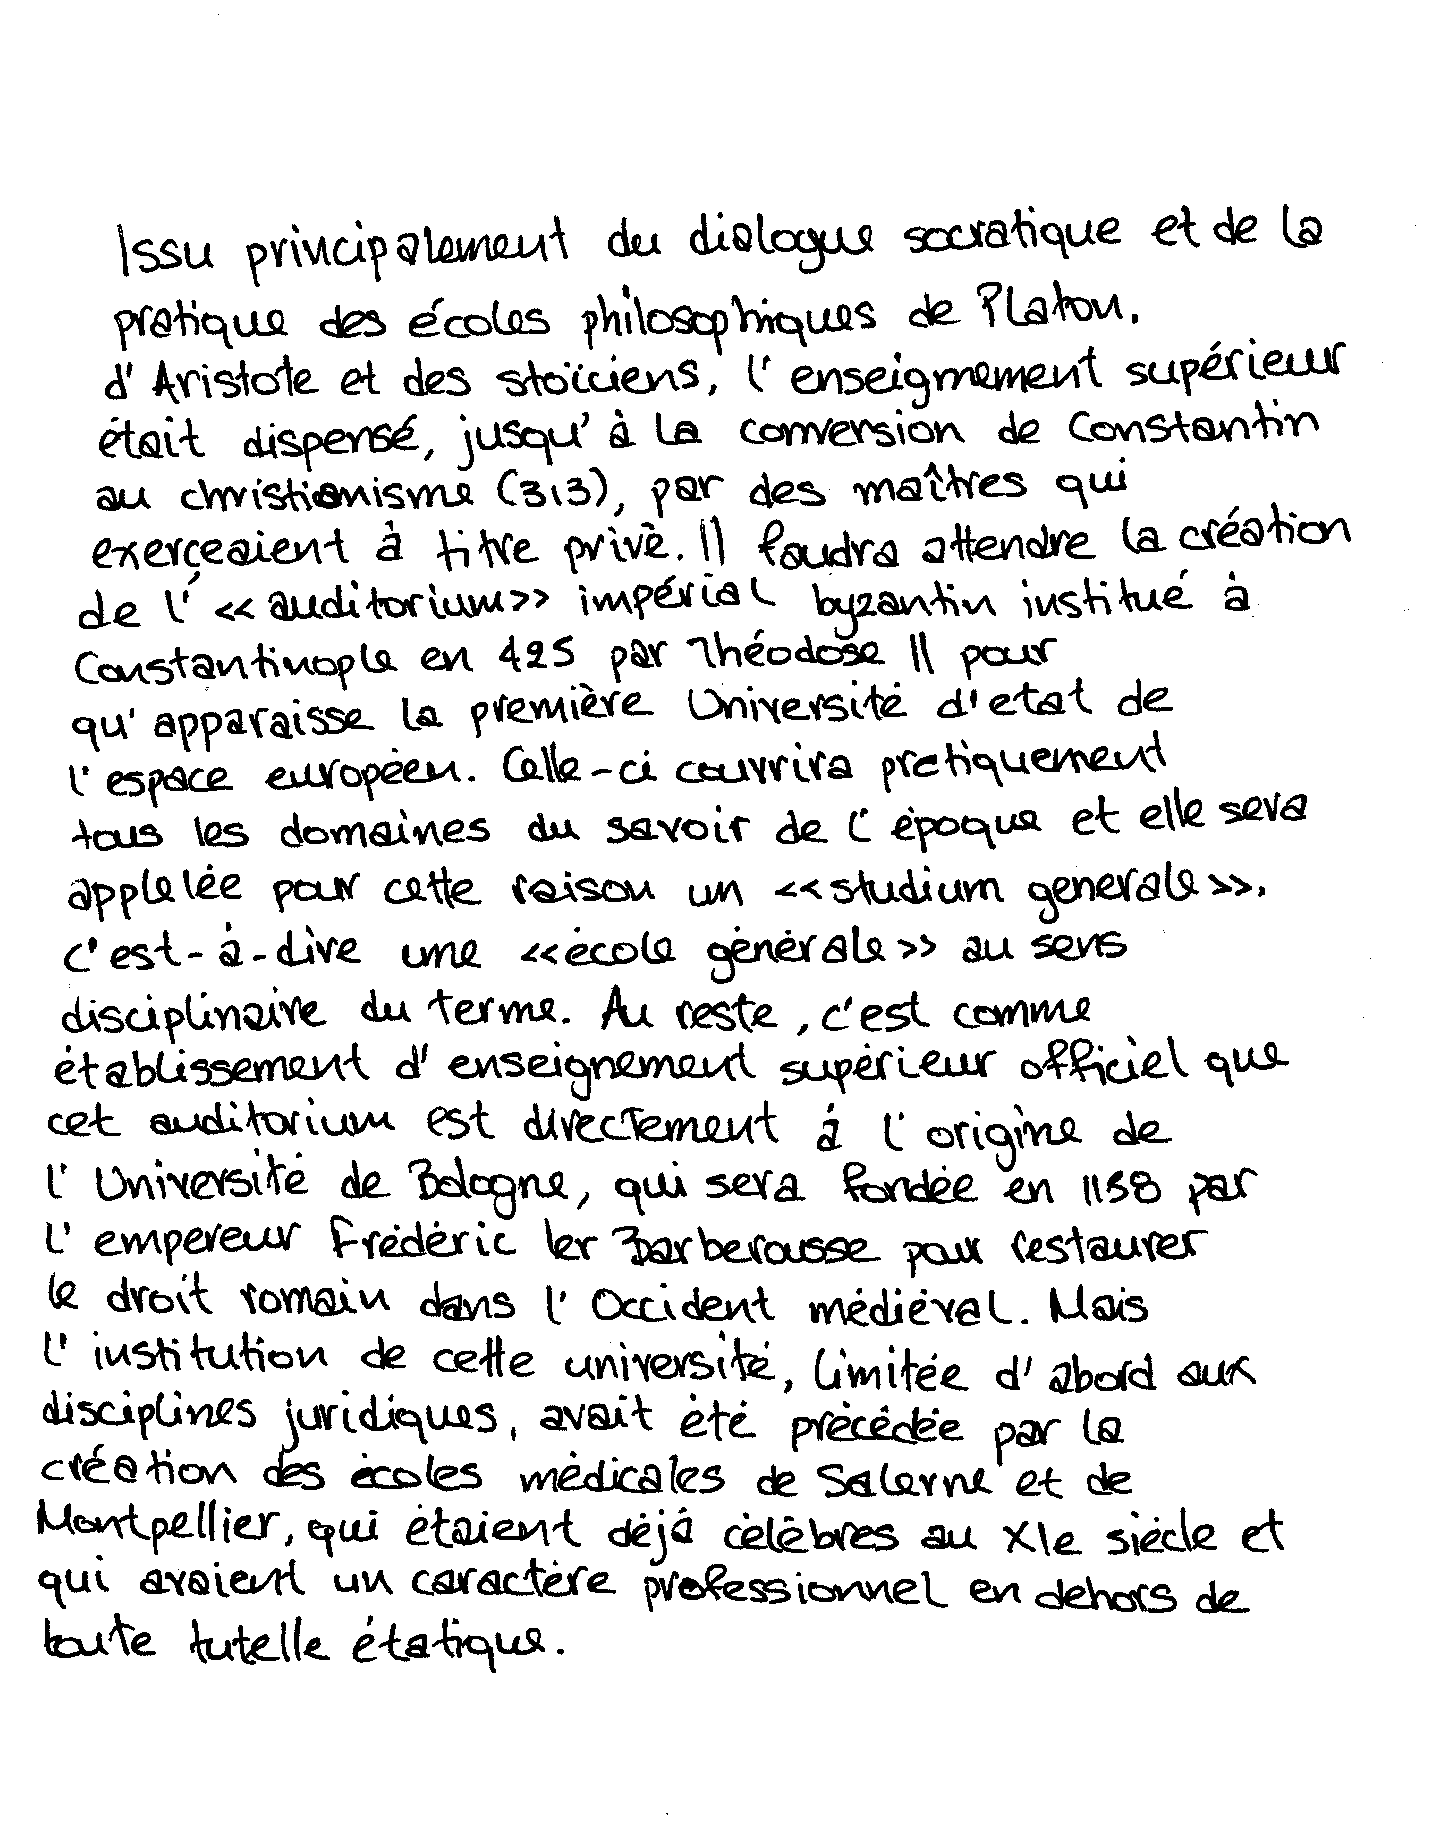 Issu principalement du dialogue socratique et de la
pratique des écoles philosophiques de Platon,
d'Aristote et des stoïciens, l'enseignement supérieur
était dispensé, jusqu'à la conversion de Constantin
au christianisme (313), par des maîtres qui
exerçeaient à titre privé. Il faudra attendre la création
de l'«auditorium» impérial byzantin institué à
Constantinople en 425 par Théodose II pour
qu'apparaisse la première Université d'etat de
l'espace européen. Celle-ci couvrira pratiquement
tous les domaines du savoir de l'époque et elle sera
applelée pour cette raison un «studium generale»,
c'est-à-dire une «école générale» au sens
disciplinaire du terme. Au reste, c'est comme
établissement d'enseignement supérieur officiel que
cet auditorium est directement à l'origine de
l'Université de Bologne, qui sera fondée en 1158 par
l'empereur Frédéric Ier Barberousse pour restaurer
le droit romain dans l'Occident médiéval. Mais
l'institution de cette université, limitée d'abord aux
disciplines juridiques, avait été précédée par la
création des écoles médicales de Salerne et de
Montpellier, qui étaient déjà célèbres au XIe siècle et
qui avaient un caractère professionnel en dehors de
toute tutelle étatique.